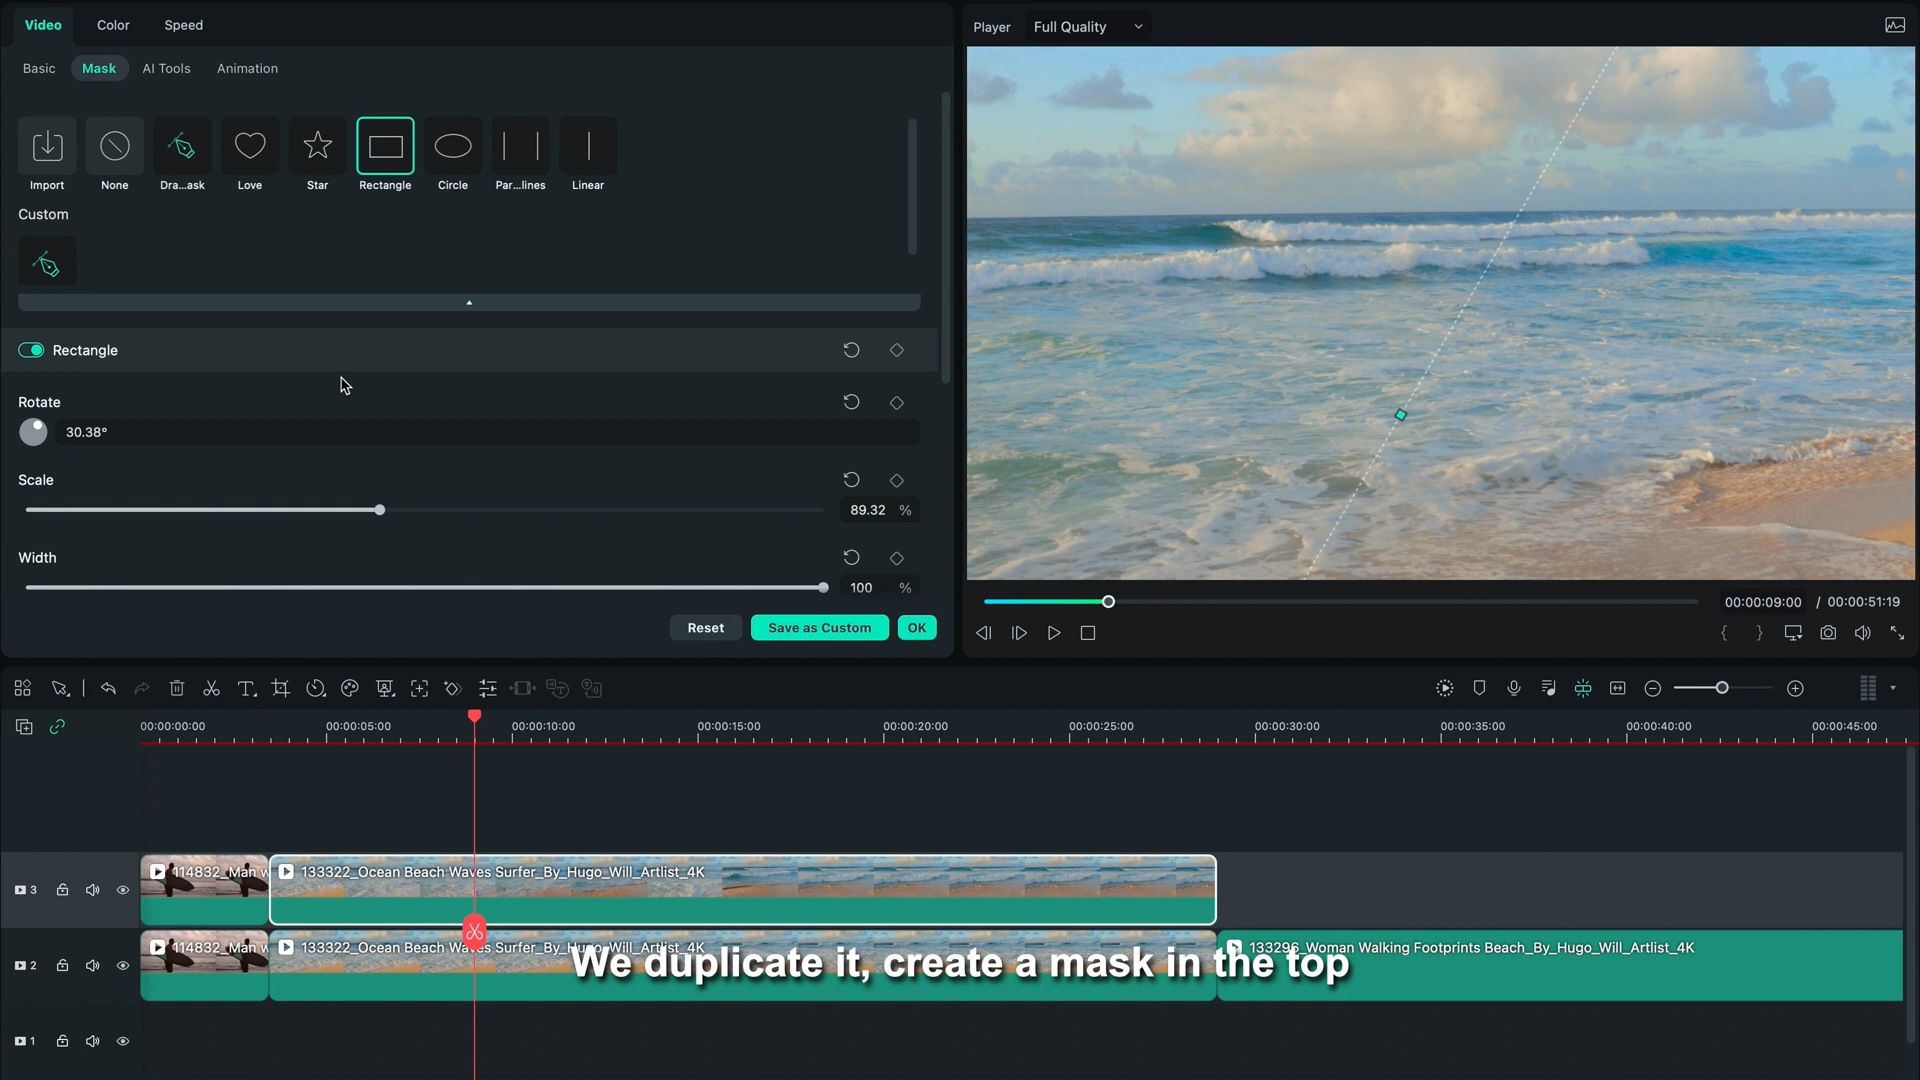 Video Color Speed
Player Full Quality
Basic Mask AI Tools Animation
Import None Dra...ask Love Star Rectangle Circle Par...lines Linear
Custom
Rectangle
Rotate
30.38°
Scale
89.32 %
Width
100 %
Reset Save as Custom OK
00:00:09:00 / 00:00:51:19
00:00:00:00 00:00:05:00 00:00:10:00 00:00:15:00 00:00:20:00 00:00:25:00 00:00:30:00 00:00:35:00 00:00:40:00 00:00:45:00
3 114832_Man w 133322_Ocean Beach Waves Surfer_By_Hugo_Will_Artlist_4K
2 114832_Man w 133322_Ocean Beach Waves Surfer_By_Hugo_Will_Artlist_4K 133296_Woman Walking Footprints Beach_By_Hugo_Will_Artlist_4K
We duplicate it, create a mask in the top
1